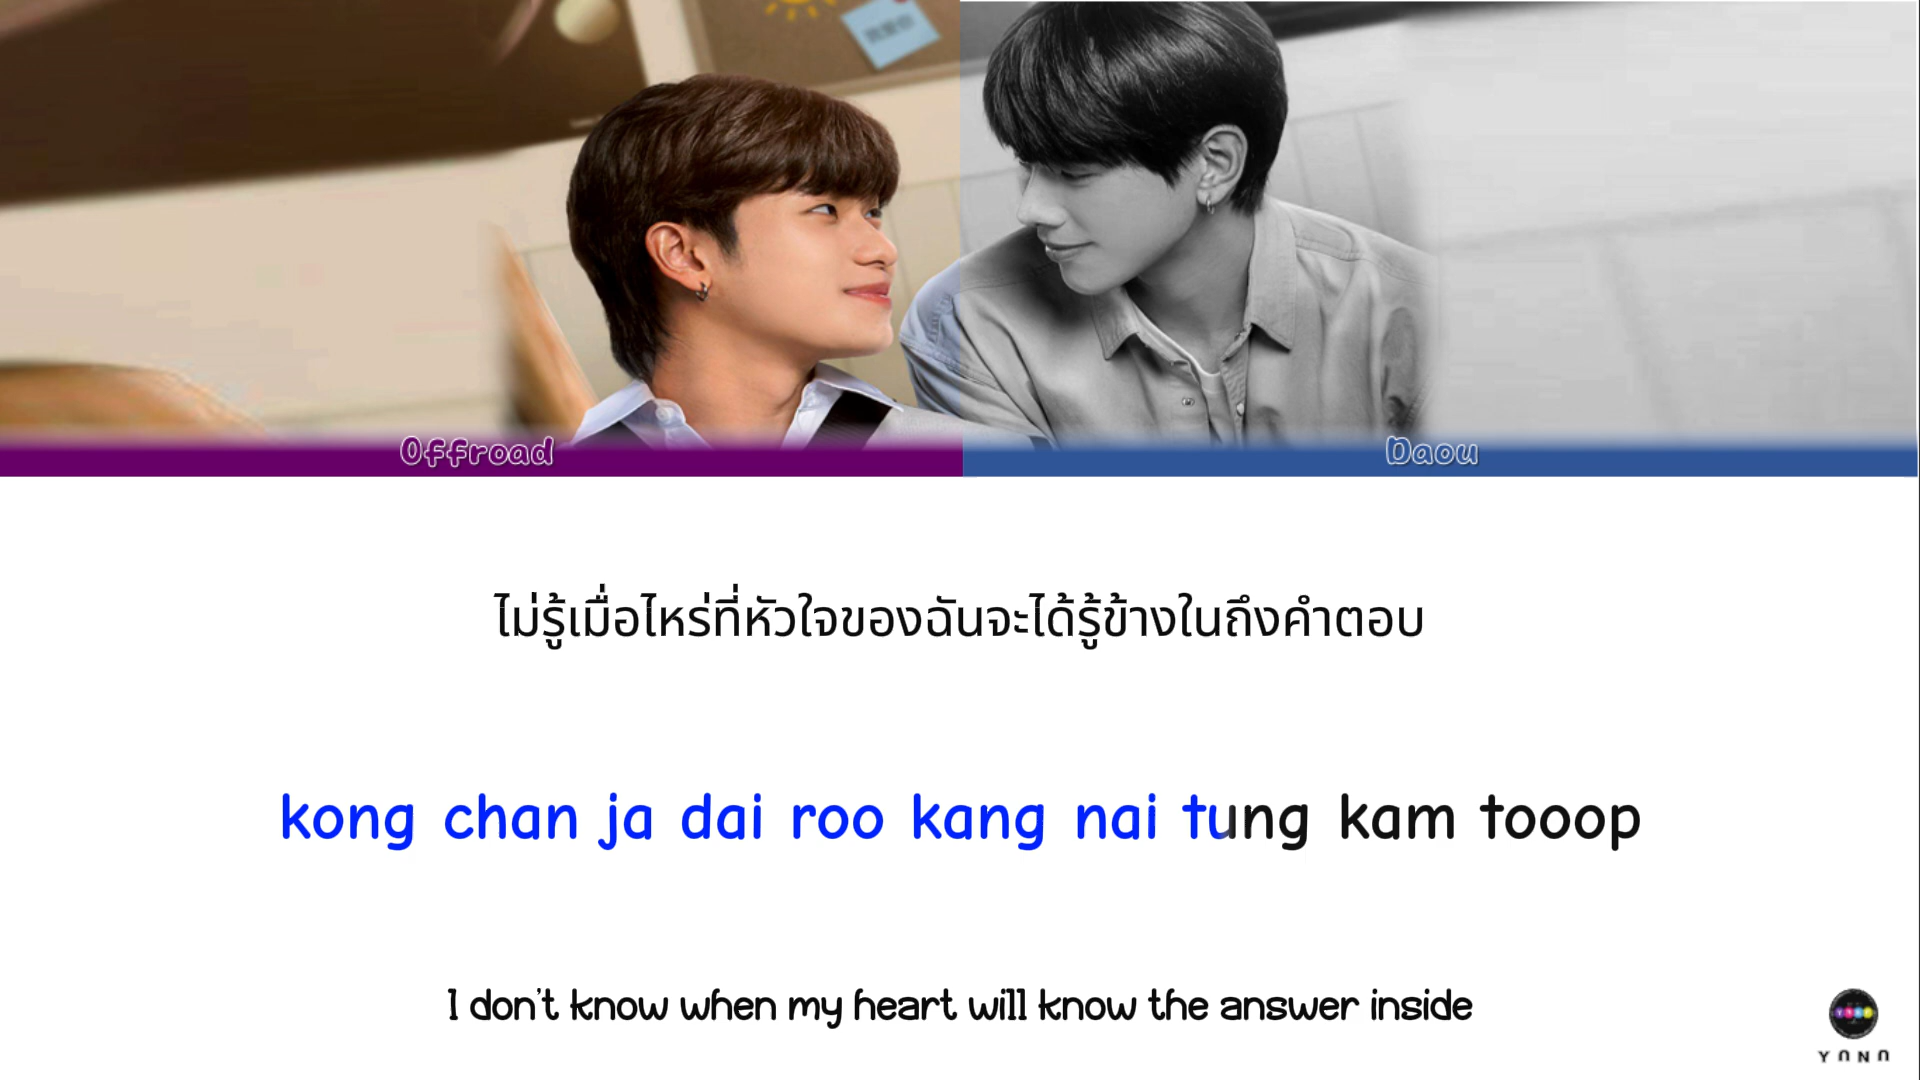 Offroad
Daou
ไม่รู้เมื่อไหร่ที่หัวใจของฉันจะได้รู้ข้างในถึงคำตอบ
kong chan ja dai roo kang nai tung kam tooop
I don't know when my heart will know the answer inside